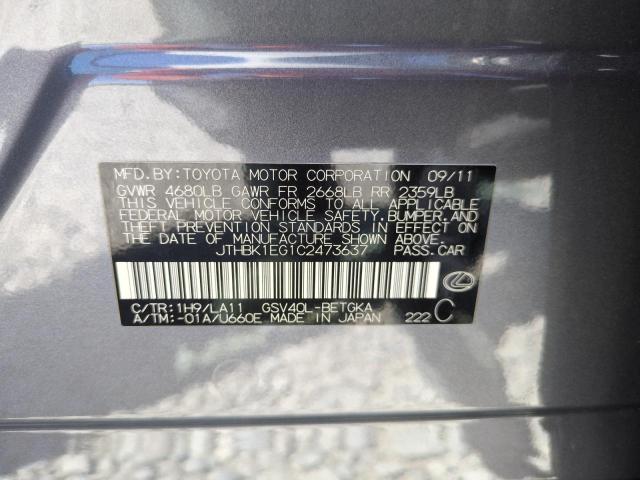 MFD. BY: TOYOTA MOTOR CORPORATION 09/11
GVWR 4680LB GAWR FR 2668LB RR 2359LB
THIS VEHICLE CONFORMS TO ALL APPLICABLE
FEDERAL MOTOR VEHICLE SAFETY, BUMPER, AND
THEFT PREVENTION STANDARDS IN EFFECT ON
THE DATE OF MANUFACTURE SHOWN ABOVE.
JTHBK1EG1C2473637 PASS. CAR
C/TR: 1H9/LA11 GSV40L-BETGKA
A/TM: -01A/U660E MADE IN JAPAN 222 C